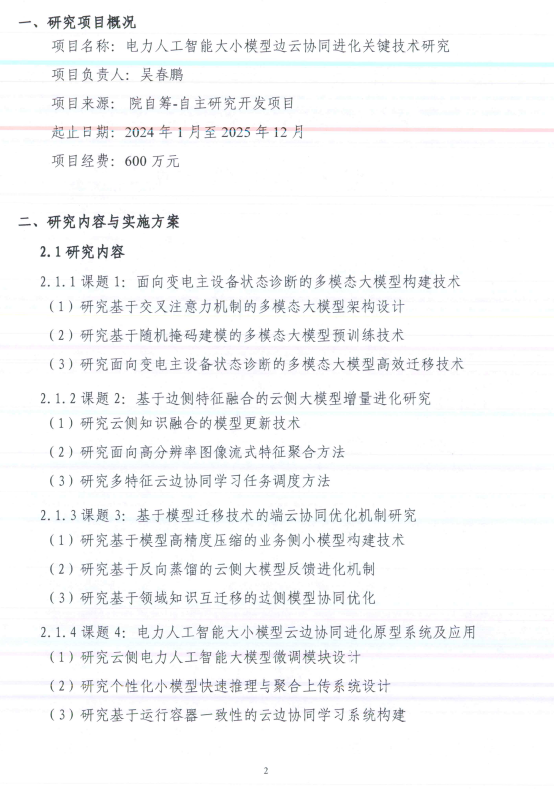 一、研究项目概况
项目名称：电力人工智能大小模型边云协同进化关键技术研究
项目负责人：吴春鹏
项目来源： 院自筹-自主研究开发项目
起止日期：2024 年 1 月至 2025 年 12 月
项目经费：600 万元
二、研究内容与实施方案
2.1 研究内容
2.1.1 课题 1：面向变电主设备状态诊断的多模态大模型构建技术
（1）研究基于交叉注意力机制的多模态大模型架构设计
（2）研究基于随机掩码建模的多模态大模型预训练技术
（3）研究面向变电主设备状态诊断的多模态大模型高效迁移技术
2.1.2 课题 2：基于边侧特征融合的云侧大模型增量进化研究
（1）研究云侧知识融合的模型更新技术
（2）研究面向高分辨率图像流式特征聚合方法
（3）研究多特征云边协同学习任务调度方法
2.1.3 课题 3：基于模型迁移技术的端云协同优化机制研究
（1）研究基于模型高精度压缩的业务侧小模型构建技术
（2）研究基于反向蒸馏的云侧大模型反馈进化机制
（3）研究基于领域知识互迁移的边侧模型协同优化
2.1.4 课题 4：电力人工智能大小模型云边协同进化原型系统及应用
（1）研究云侧电力人工智能大模型微调模块设计
（2）研究个性化小模型快速推理与聚合上传系统设计
（3）研究基于运行容器一致性的云边协同学习系统构建
2